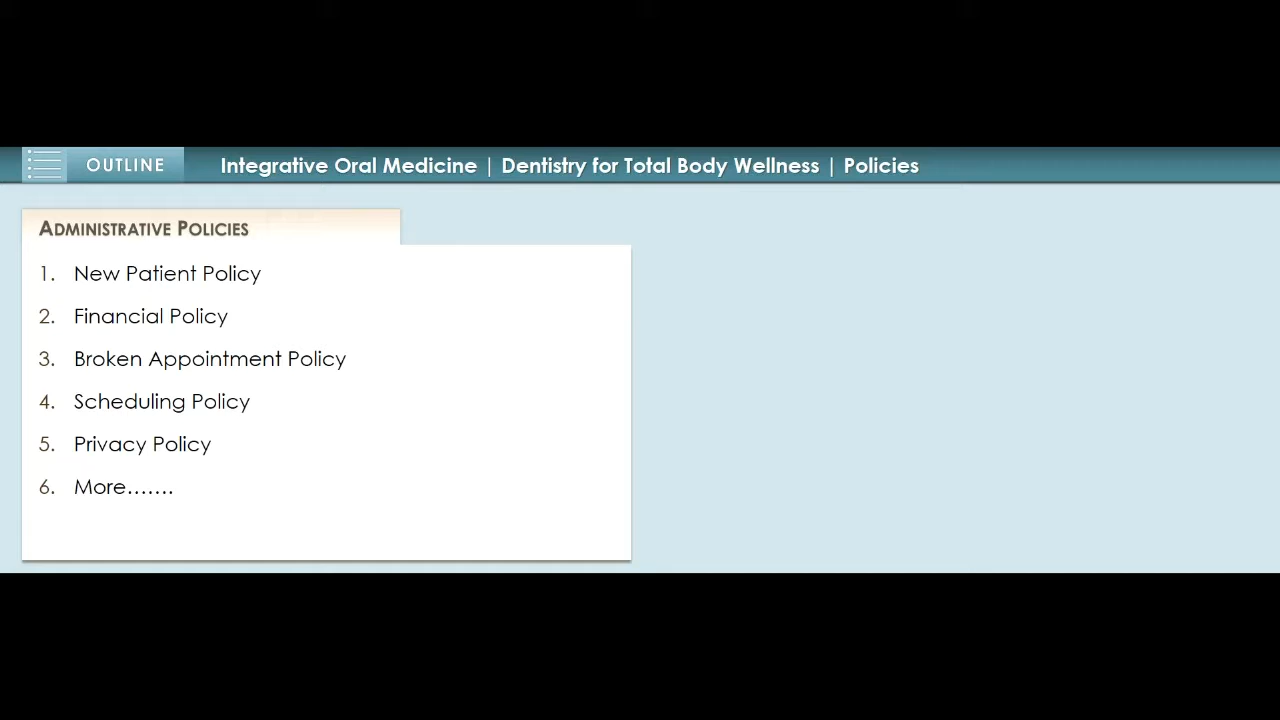 OUTLINE
Integrative Oral Medicine | Dentistry for Total Body Wellness | Policies
ADMINISTRATIVE POLICIES
1. New Patient Policy
2. Financial Policy
3. Broken Appointment Policy
4. Scheduling Policy
5. Privacy Policy
6. More.......